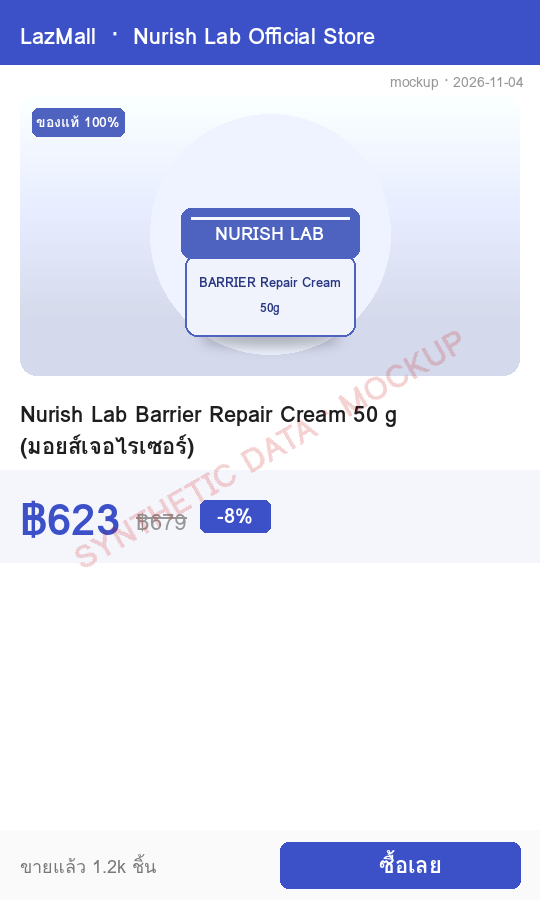 LazMall · Nurish Lab Official Store
mockup · 2026-11-04
ของแท้ 100%
NURISH LAB
BARRIER Repair Cream
50g
Nurish Lab Barrier Repair Cream 50 g
(มอยส์เจอไรเซอร์)
฿623 ฿679 -8%
SYNTHETIC DATA · MOCKUP
ขายแล้ว 1.2k ชิ้น
ซื้อเลย